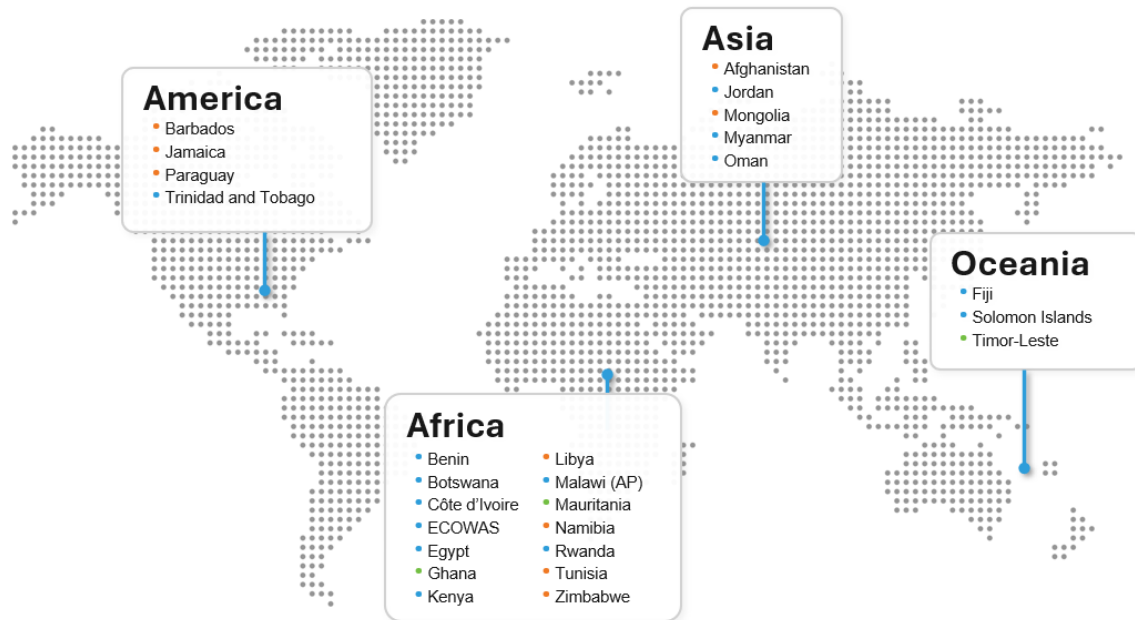 America
Barbados
Jamaica
Paraguay
Trinidad and Tobago
Asia
Afghanistan
Jordan
Mongolia
Myanmar
Oman
Oceania
Fiji
Solomon Islands
Timor-Leste
Africa
Benin
Botswana
Côte d’Ivoire
ECOWAS
Egypt
Ghana
Kenya
Libya
Malawi (AP)
Mauritania
Namibia
Rwanda
Tunisia
Zimbabwe